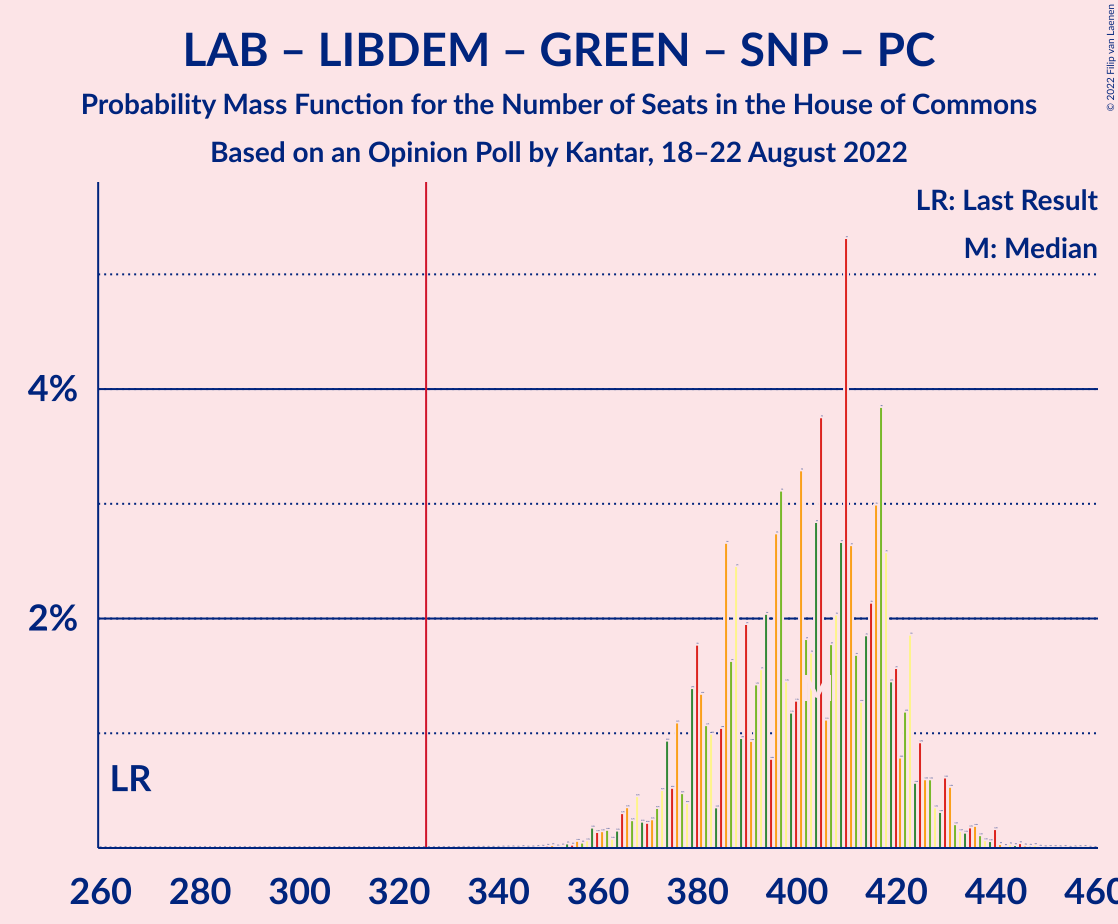 LAB – LIBDEM – GREEN – SNP – PC
Probability Mass Function for the Number of Seats in the House of Commons
Based on an Opinion Poll by Kantar, 18–22 August 2022
© 2022 Filip van Laenen
LR: Last Result
M: Median
4%
2%
LR
M
260 280 300 320 340 360 380 400 420 440 460